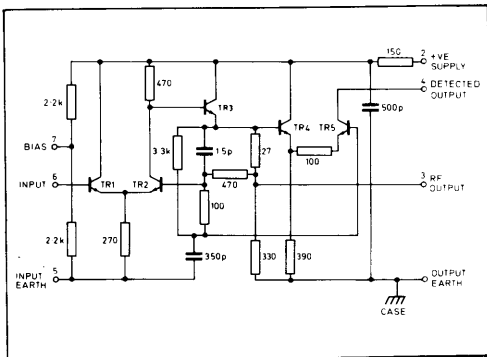 150
2 +VE SUPPLY
4 DETECTED OUTPUT
470
2·2k
TR3
TR4
TR5
500p
3·3k
15p
27
100
BIAS 7
INPUT 6
TR1
TR2
470
3 RF OUTPUT
100
2·2k
270
350p
330
390
INPUT EARTH 5
OUTPUT EARTH
CASE